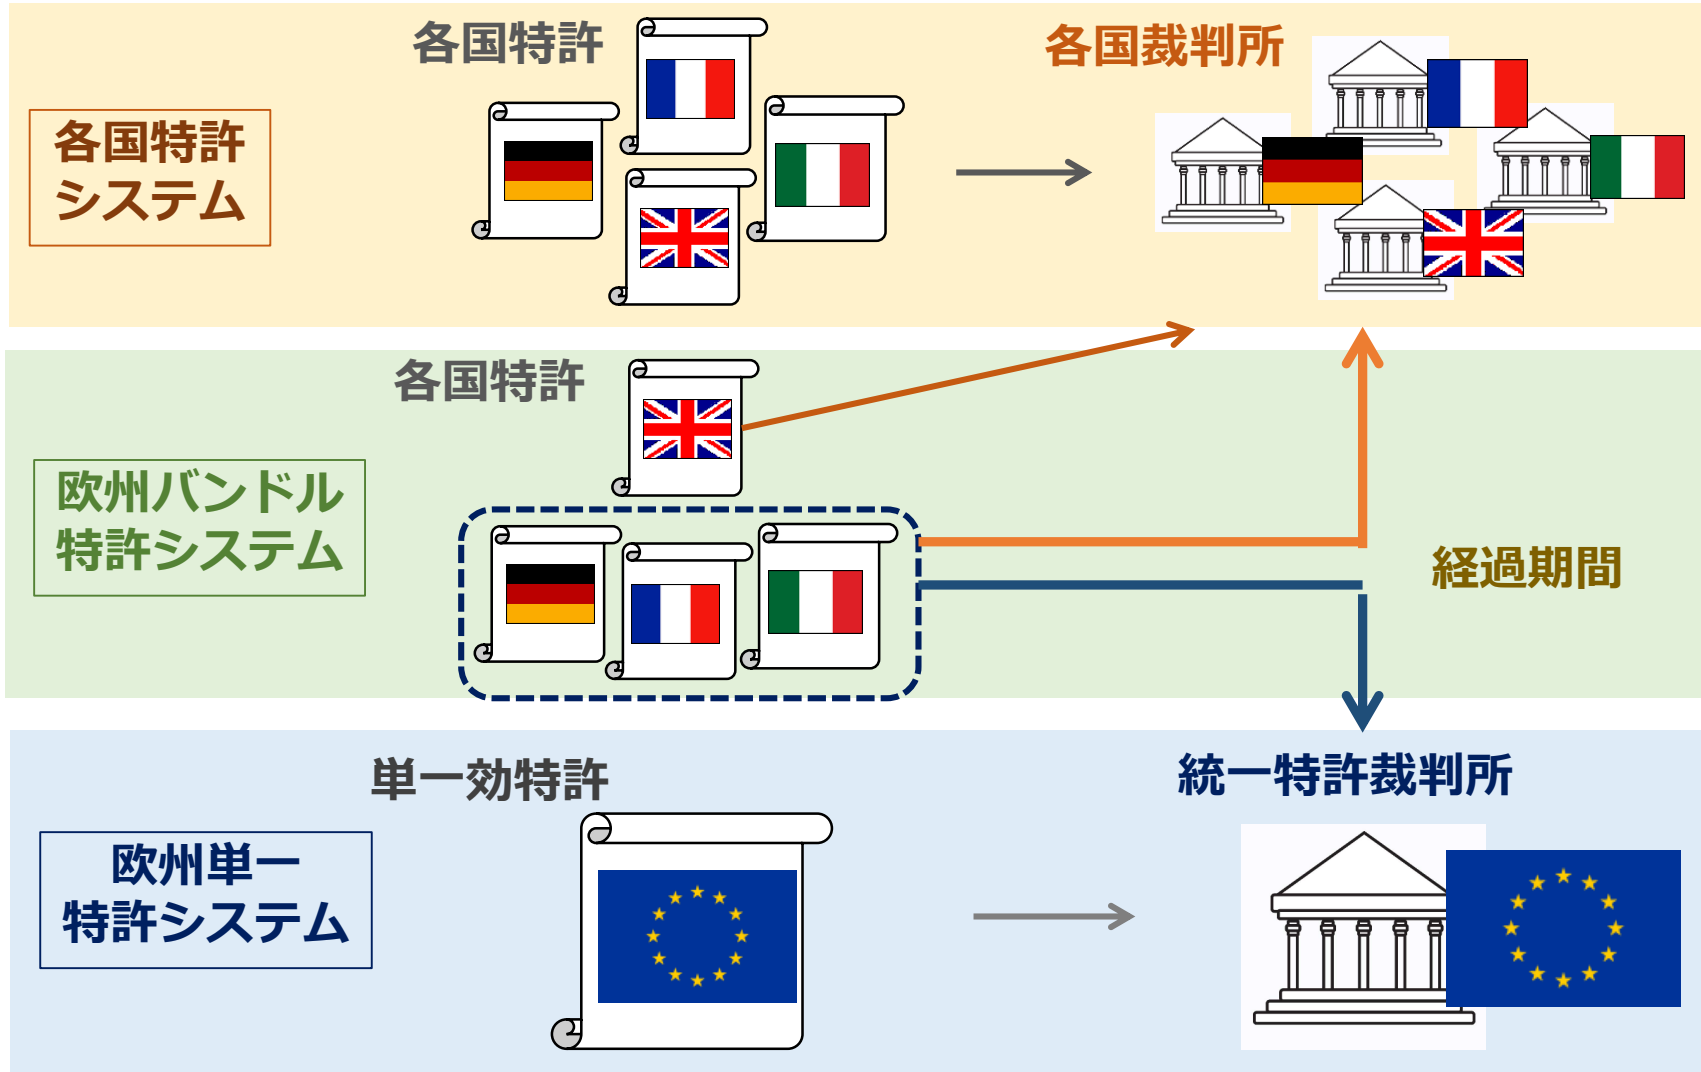 各国特許
各国裁判所
各国特許
システム
各国特許
欧州バンドル
特許システム
経過期間
単一効特許
統一特許裁判所
欧州単一
特許システム